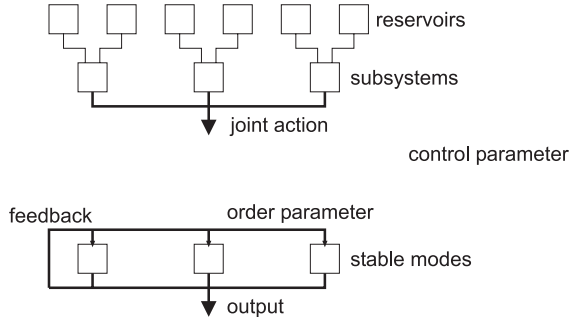 reservoirs
subsystems
joint action
control parameter
feedback
order parameter
stable modes
output